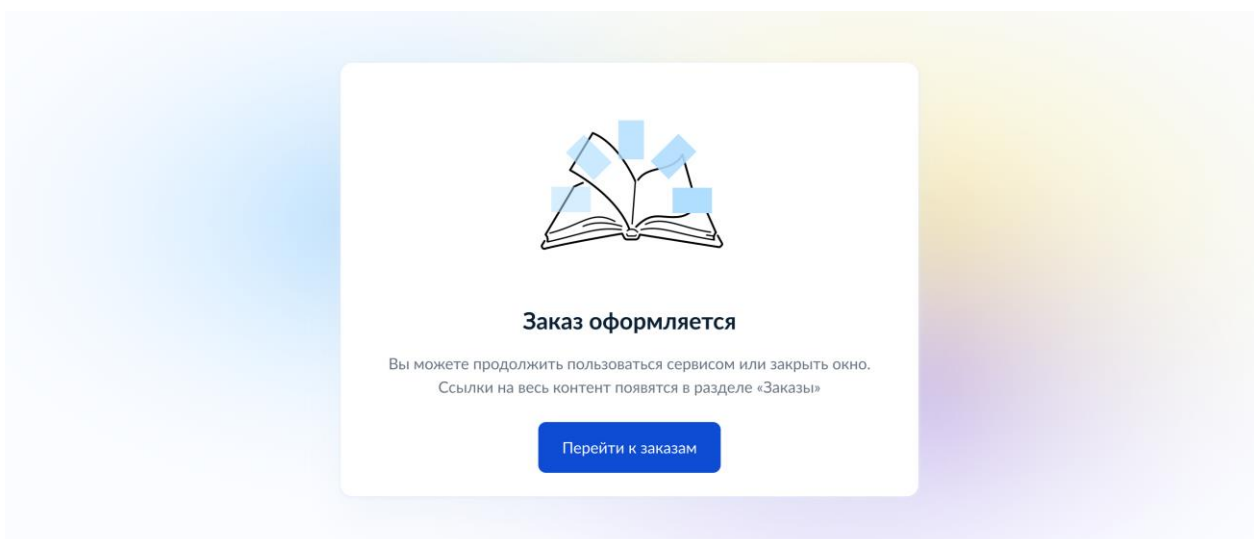 Заказ оформляется
Вы можете продолжить пользоваться сервисом или закрыть окно.
Ссылки на весь контент появятся в разделе «Заказы»
Перейти к заказам